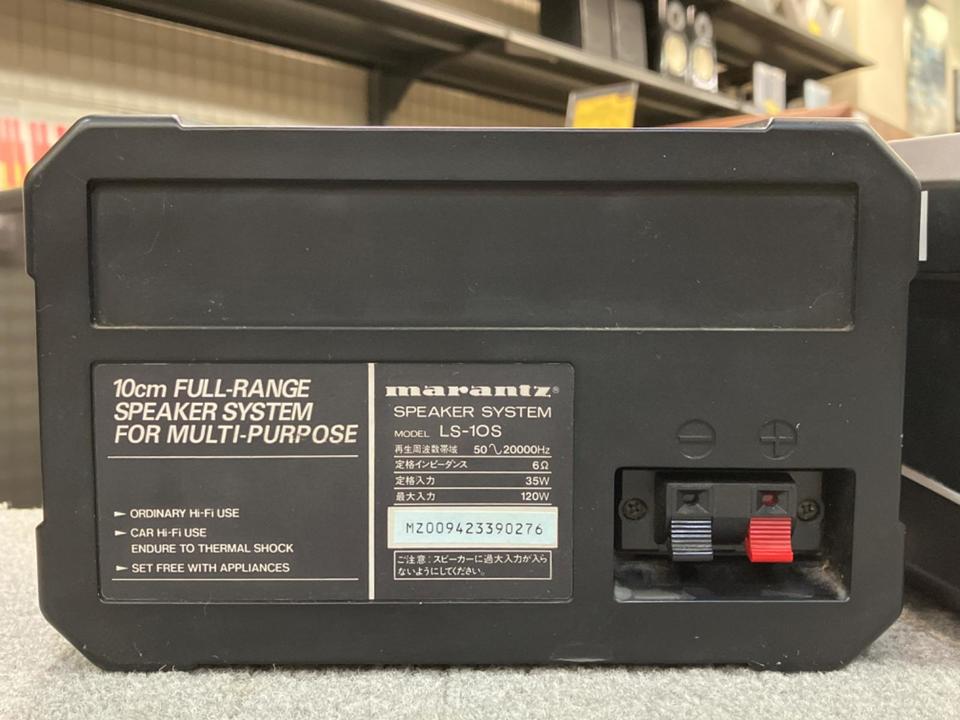 10cm FULL-RANGE
SPEAKER SYSTEM
FOR MULTI-PURPOSE
► ORDINARY Hi-Fi USE
► CAR Hi-Fi USE
ENDURE TO THERMAL SHOCK
► SET FREE WITH APPLIANCES
marantz®
SPEAKER SYSTEM
MODEL LS-10S
再生周波数帯域 50∿20000Hz
定格インピーダンス 6Ω
定格入力 35W
最大入力 120W
MZ009423390276
ご注意:スピーカーに過大入力が入ら
ないようにしてください。
⊖ ⊕